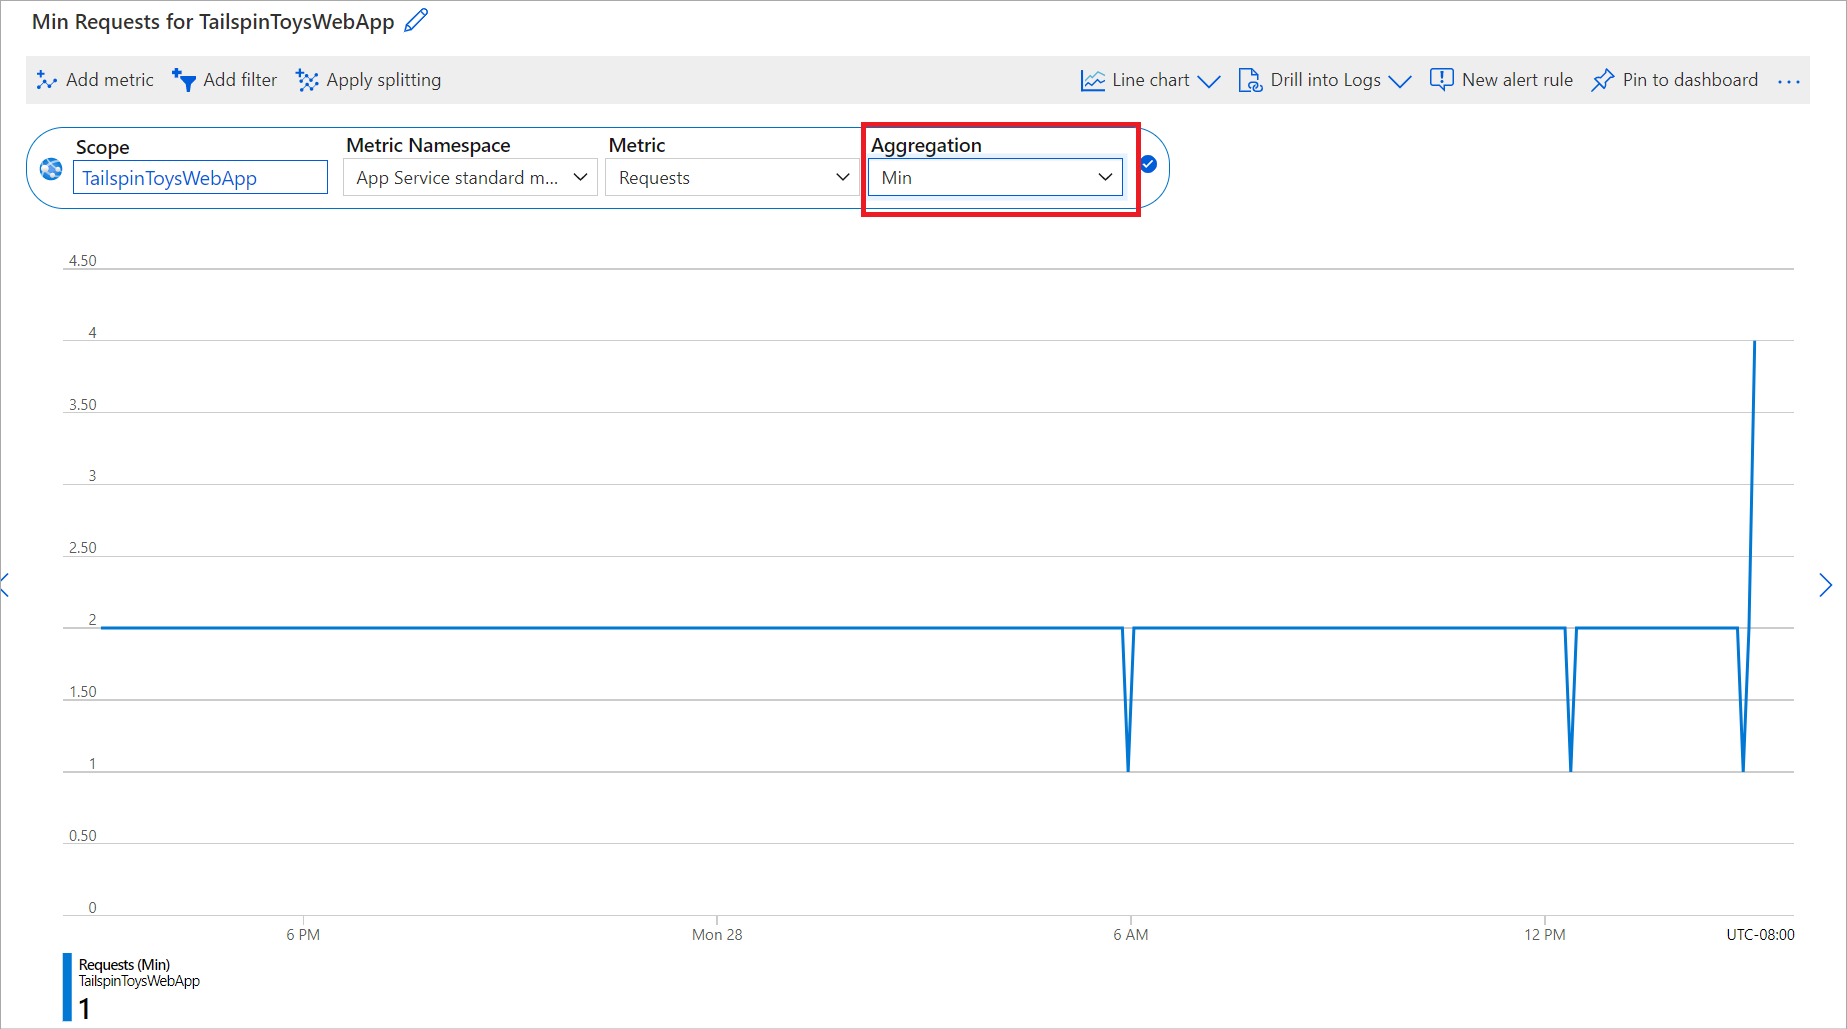 Min Requests for TailspinToysWebApp
Add metric Add filter Apply splitting Line chart Drill into Logs New alert rule Pin to dashboard ...
Scope Metric Namespace Metric Aggregation
TailspinToysWebApp App Service standard m... Requests Min
4.50
4
3.50
3
2.50
2
1.50
1
0.50
0
6 PM Mon 28 6 AM 12 PM UTC-08:00
Requests (Min)
TailspinToysWebApp
1